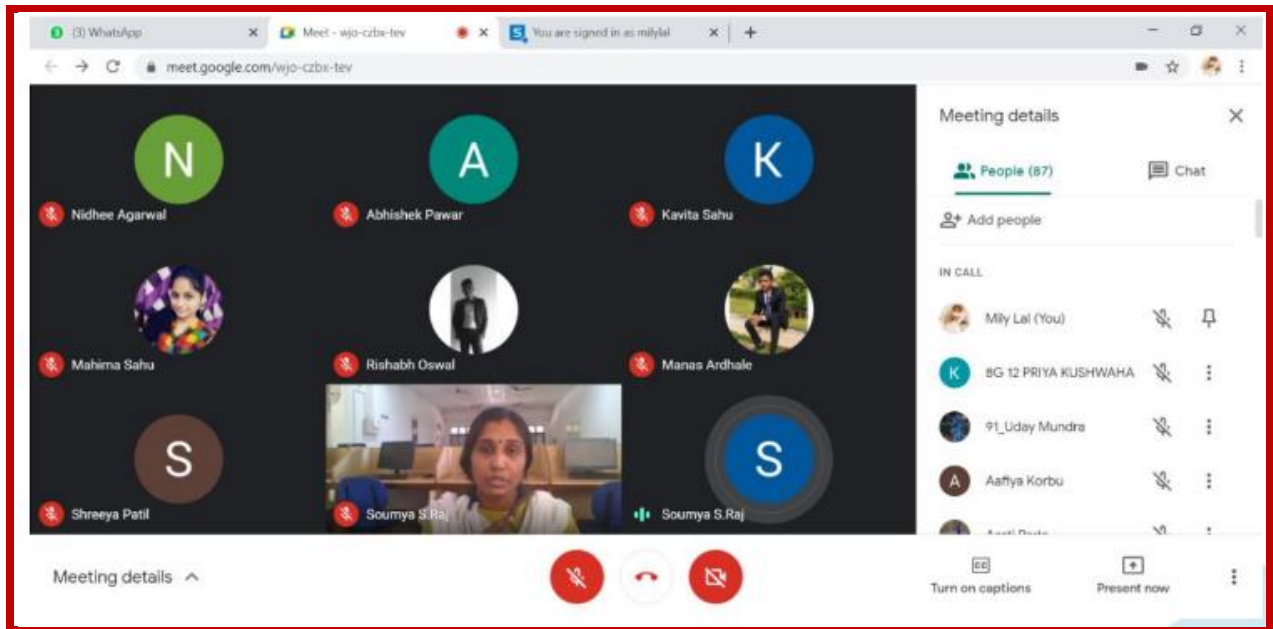 (3) WhatsApp
Meet - wjo-czbx-tev
You are signed in as milylal
meet.google.com/wjo-czbx-tev
N
A
K
Nidhee Agarwal
Abhishek Pawar
Kavita Sahu
Mahima Sahu
Rishabh Oswal
Manas Ardhale
S
S
Shreeya Patil
Soumya S.Raj
Soumya S.Raj
Meeting details
People (87)
Chat
Add people
IN CALL
Mily Lal (You)
K
8G 12 PRIYA KUSHWAHA
91_Uday Mundra
A
Aafiya Korbu
Meeting details
CC
Turn on captions
Present now